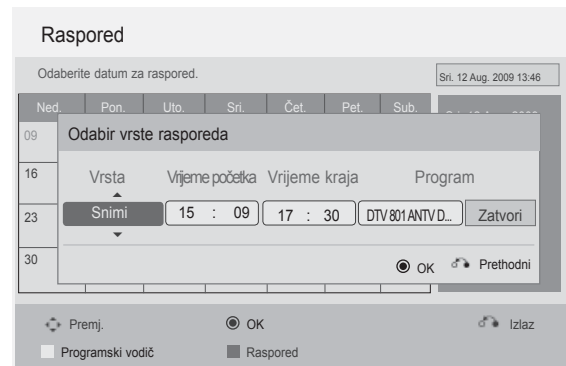 Raspored
Odaberite datum za raspored.
Sri. 12 Aug. 2009 13:46
Ned. Pon. Uto. Sri. Čet. Pet. Sub.
09
Odabir vrste rasporeda
16
Vrsta Vrijeme početka Vrijeme kraja Program
23
Snimi 15 : 09 17 : 30 DTV 801 ANTV D... Zatvori
30
OK Prethodni
Premj. OK Izlaz
Programski vodič Raspored